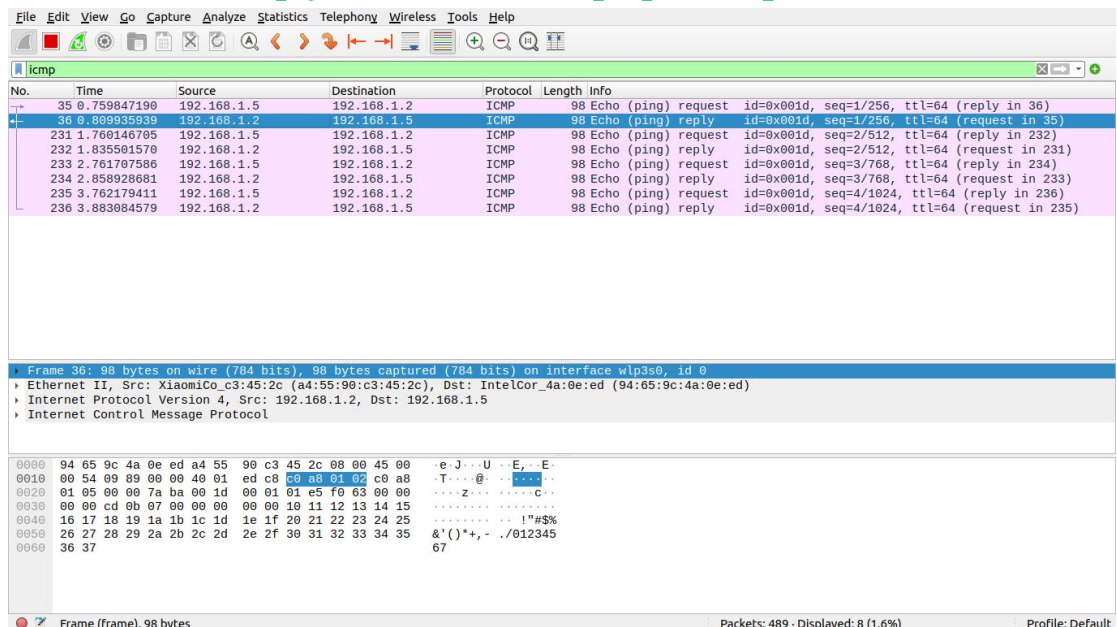 File Edit View Go Capture Analyze Statistics Telephony Wireless Tools Help
icmp
No. Time Source Destination Protocol Length Info
35 0.759847190 192.168.1.5 192.168.1.2 ICMP 98 Echo (ping) request id=0x001d, seq=1/256, ttl=64 (reply in 36)
36 0.809935939 192.168.1.2 192.168.1.5 ICMP 98 Echo (ping) reply id=0x001d, seq=1/256, ttl=64 (request in 35)
231 1.760146705 192.168.1.5 192.168.1.2 ICMP 98 Echo (ping) request id=0x001d, seq=2/512, ttl=64 (reply in 232)
232 1.835501570 192.168.1.2 192.168.1.5 ICMP 98 Echo (ping) reply id=0x001d, seq=2/512, ttl=64 (request in 231)
233 2.761707586 192.168.1.5 192.168.1.2 ICMP 98 Echo (ping) request id=0x001d, seq=3/768, ttl=64 (reply in 234)
234 2.858928681 192.168.1.2 192.168.1.5 ICMP 98 Echo (ping) reply id=0x001d, seq=3/768, ttl=64 (request in 233)
235 3.762179411 192.168.1.5 192.168.1.2 ICMP 98 Echo (ping) request id=0x001d, seq=4/1024, ttl=64 (reply in 236)
236 3.883084579 192.168.1.2 192.168.1.5 ICMP 98 Echo (ping) reply id=0x001d, seq=4/1024, ttl=64 (request in 235)
Frame 36: 98 bytes on wire (784 bits), 98 bytes captured (784 bits) on interface wlp3s0, id 0
Ethernet II, Src: XiaomiCo_c3:45:2c (a4:55:90:c3:45:2c), Dst: IntelCor_4a:0e:ed (94:65:9c:4a:0e:ed)
Internet Protocol Version 4, Src: 192.168.1.2, Dst: 192.168.1.5
Internet Control Message Protocol
0000 94 65 9c 4a 0e ed a4 55 90 c3 45 2c 08 00 45 00 ·e·J···U ··E,··E·
0010 00 54 09 89 00 00 40 01 ed c8 c0 a8 01 02 c0 a8 ·T····@· ········
0020 01 05 00 00 7a ba 00 1d 00 01 01 e5 f0 63 00 00 ····z··· ·····c··
0030 00 00 cd 0b 07 00 00 00 00 00 10 11 12 13 14 15 ········ ········
0040 16 17 18 19 1a 1b 1c 1d 1e 1f 20 21 22 23 24 25 ········ ·· !"#$%
0050 26 27 28 29 2a 2b 2c 2d 2e 2f 30 31 32 33 34 35 &'()*+,- ./012345
0060 36 37 67
Frame (frame), 98 bytes Packets: 489 · Displayed: 8 (1.6%) Profile: Default